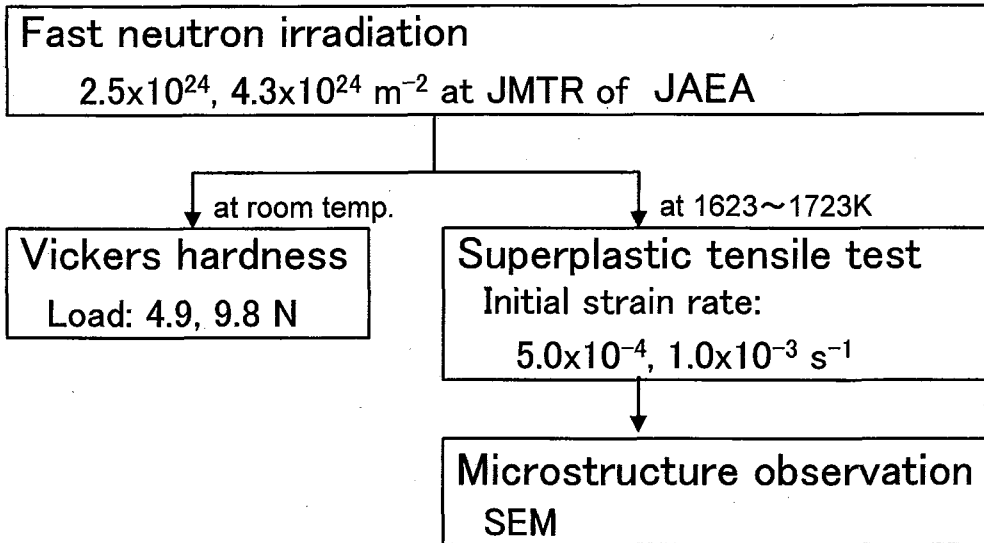 Fast neutron irradiation
2.5x10²⁴, 4.3x10²⁴ m⁻² at JMTR of JAEA
at room temp.
at 1623～1723K
Vickers hardness
Load: 4.9, 9.8 N
Superplastic tensile test
Initial strain rate:
5.0x10⁻⁴, 1.0x10⁻³ s⁻¹
Microstructure observation
SEM